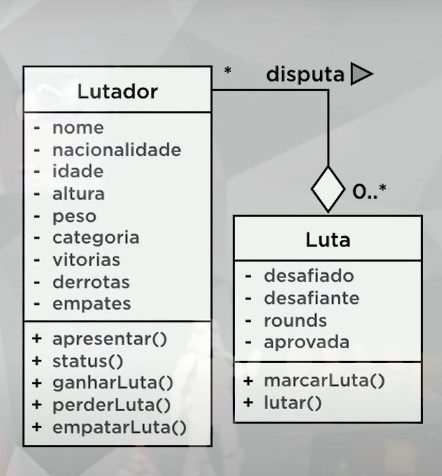 * disputa
Lutador
- nome
- nacionalidade
- idade
- altura
- peso
- categoria
- vitorias
- derrotas
- empates
+ apresentar()
+ status()
+ ganharLuta()
+ perderLuta()
+ empatarLuta()
0..*
Luta
- desafiado
- desafiante
- rounds
- aprovada
+ marcarLuta()
+ lutar()